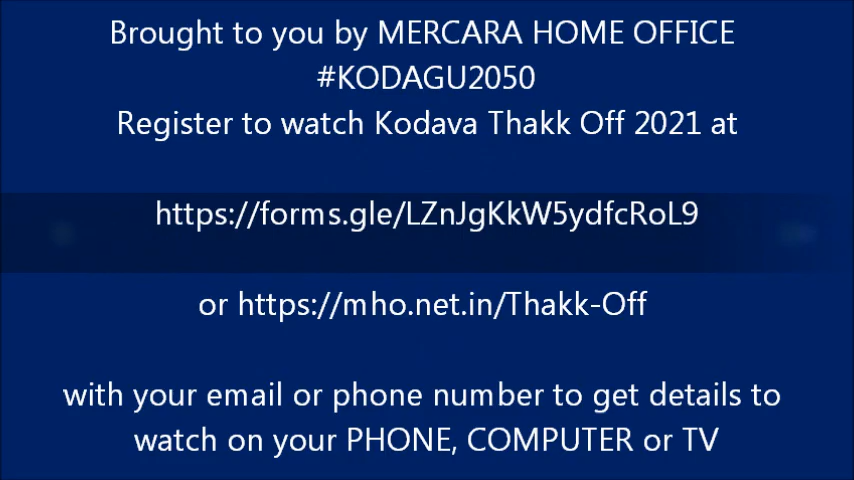 Brought to you by MERCARA HOME OFFICE
#KODAGU2050
Register to watch Kodava Thakk Off 2021 at
https://forms.gle/LZnJgKkW5ydfcRoL9
or https://mho.net.in/Thakk-Off
with your email or phone number to get details to
watch on your PHONE, COMPUTER or TV